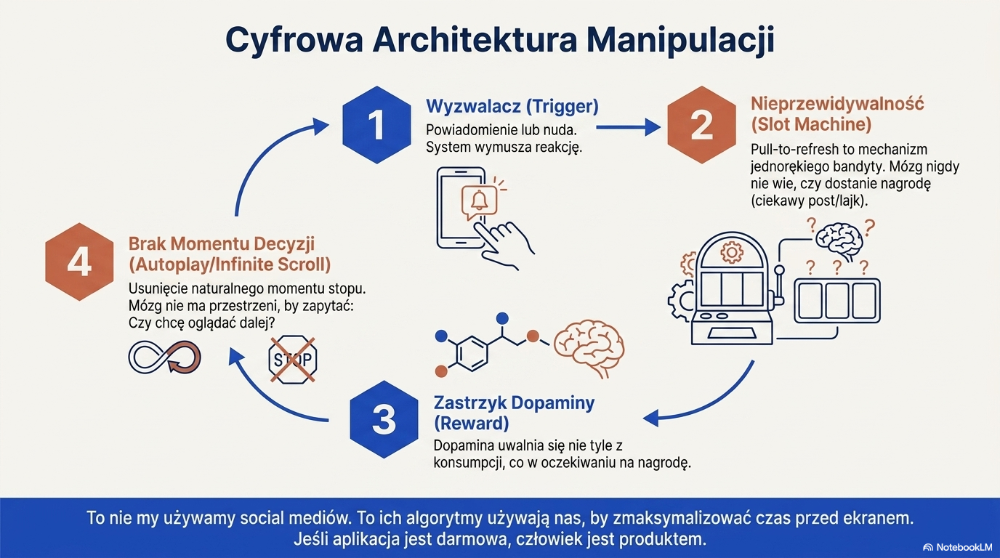 Cyfrowa Architektura Manipulacji
1
Wyzwalacz (Trigger)
Powiadomienie lub nuda.
System wymusza reakcję.
2
Nieprzewidywalność
(Slot Machine)
Pull-to-refresh to mechanizm
jednorękiego bandyty. Mózg nigdy
nie wie, czy dostanie nagrodę
(ciekawy post/lajk).
? ?
? ? ?
4
Brak Momentu Decyzji
(Autoplay/Infinite Scroll)
Usunięcie naturalnego momentu stopu.
Mózg nie ma przestrzeni, by zapytać:
Czy chcę oglądać dalej?
STOP
3
Zastrzyk Dopaminy
(Reward)
Dopamina uwalnia się nie tyle z
konsumpcji, co w oczekiwaniu na nagrodę.
To nie my używamy social mediów. To ich algorytmy używają nas, by zmaksymalizować czas przed ekranem.
Jeśli aplikacja jest darmowa, człowiek jest produktem.
NotebookLM